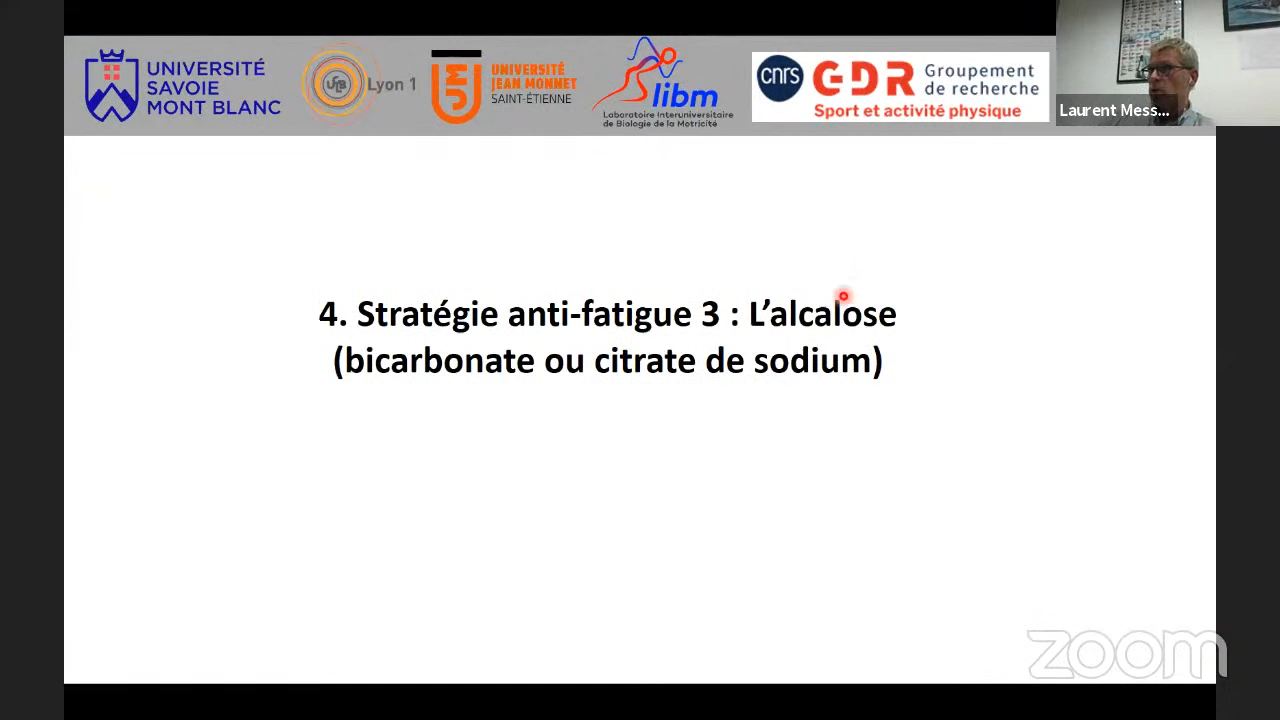 UNIVERSITÉ
SAVOIE
MONT BLANC
Lyon 1
UNIVERSITÉ
JEAN MONNET
SAINT-ÉTIENNE
libm
Laboratoire Interuniversitaire
de Biologie de la Motricité
cnrs
GDR
Groupement
de recherche
Sport et activité physique
Laurent Mess...
4. Stratégie anti-fatigue 3 : L’alcalose
(bicarbonate ou citrate de sodium)
zoom